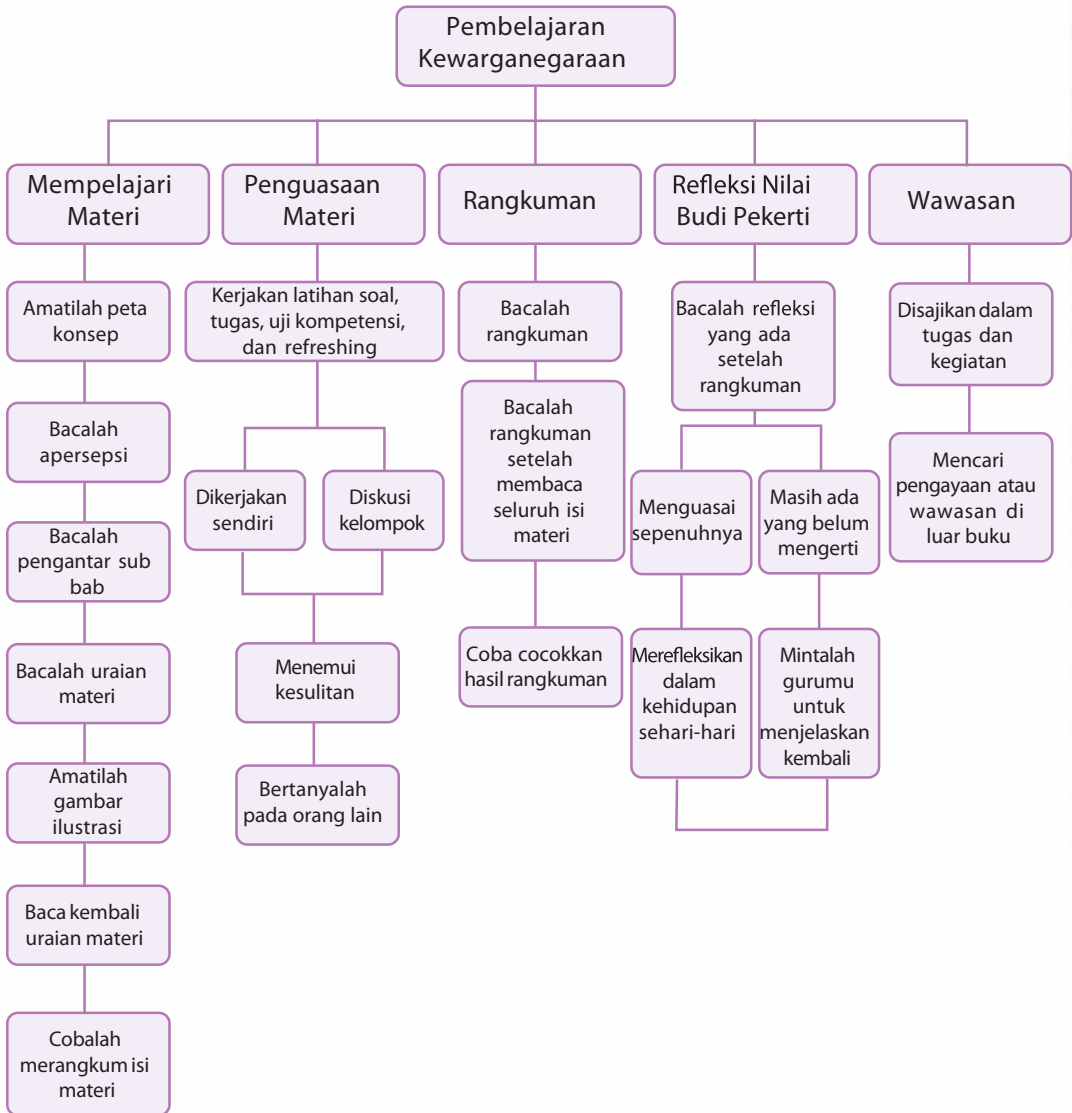 Pembelajaran
Kewarganegaraan
Mempelajari
Materi
Amatilah peta
konsep
Bacalah
apersepsi
Bacalah
pengantar sub
bab
Bacalah uraian
materi
Amatilah
gambar
ilustrasi
Baca kembali
uraian materi
Cobalah
merangkum isi
materi
Penguasaan
Materi
Kerjakan latihan soal,
tugas, uji kompetensi,
dan refreshing
Dikerjakan
sendiri
Diskusi
kelompok
Menemui
kesulitan
Bertanyalah
pada orang lain
Rangkuman
Bacalah
rangkuman
Bacalah
rangkuman
setelah
membaca
seluruh isi
materi
Coba cocokkan
hasil rangkuman
Refleksi Nilai
Budi Pekerti
Bacalah refleksi
yang ada
setelah
rangkuman
Menguasai
sepenuhnya
Merefleksikan
dalam
kehidupan
sehari-hari
Masih ada
yang belum
mengerti
Mintalah
gurumu
untuk
menjelaskan
kembali
Wawasan
Disajikan dalam
tugas dan
kegiatan
Mencari
pengayaan atau
wawasan di
luar buku